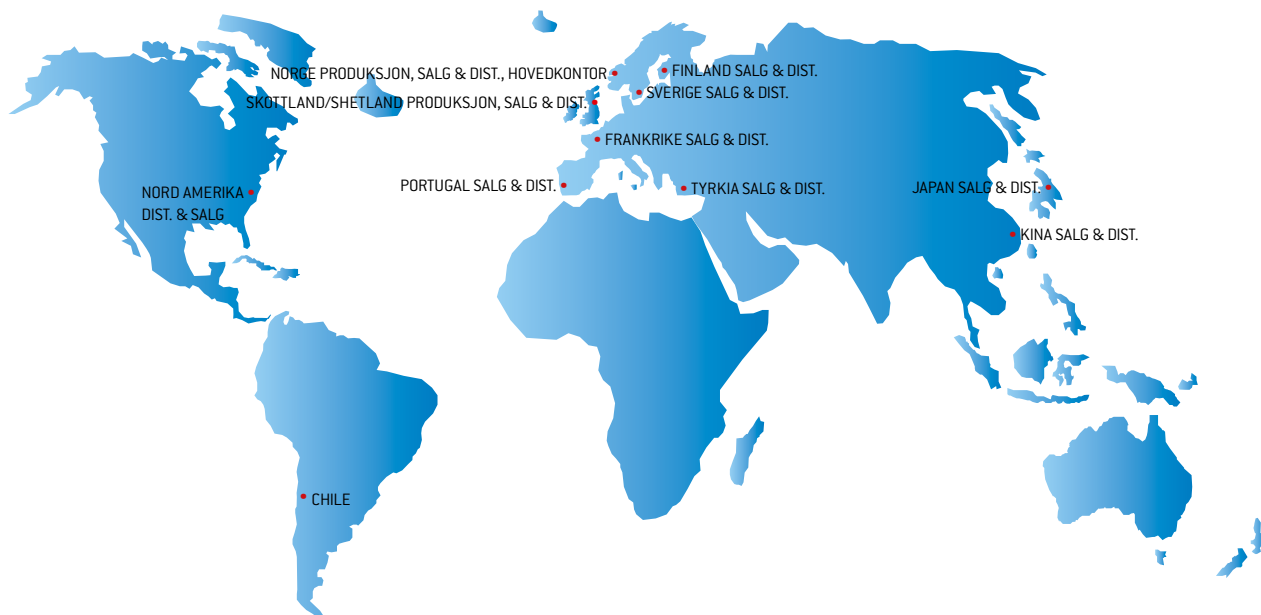 NORGE PRODUKSJON, SALG & DIST., HOVEDKONTOR
FINLAND SALG & DIST.
SVERIGE SALG & DIST.
SKOTTLAND/SHETLAND PRODUKSJON, SALG & DIST.
FRANKRIKE SALG & DIST.
PORTUGAL SALG & DIST.
TYRKIA SALG & DIST.
JAPAN SALG & DIST.
NORD AMERIKA
DIST. & SALG
KINA SALG & DIST.
CHILE